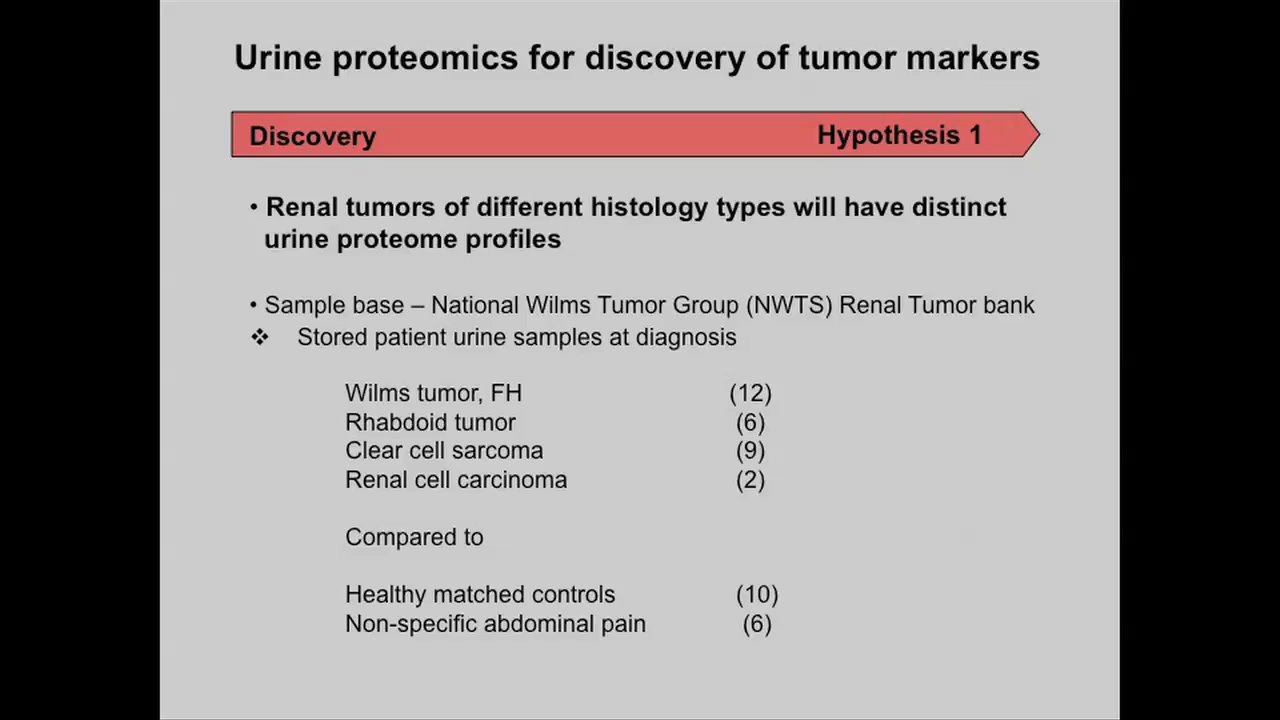 Urine proteomics for discovery of tumor markers
Discovery Hypothesis 1
• Renal tumors of different histology types will have distinct
urine proteome profiles
• Sample base – National Wilms Tumor Group (NWTS) Renal Tumor bank
❖ Stored patient urine samples at diagnosis
Wilms tumor, FH (12)
Rhabdoid tumor (6)
Clear cell sarcoma (9)
Renal cell carcinoma (2)
Compared to
Healthy matched controls (10)
Non-specific abdominal pain (6)